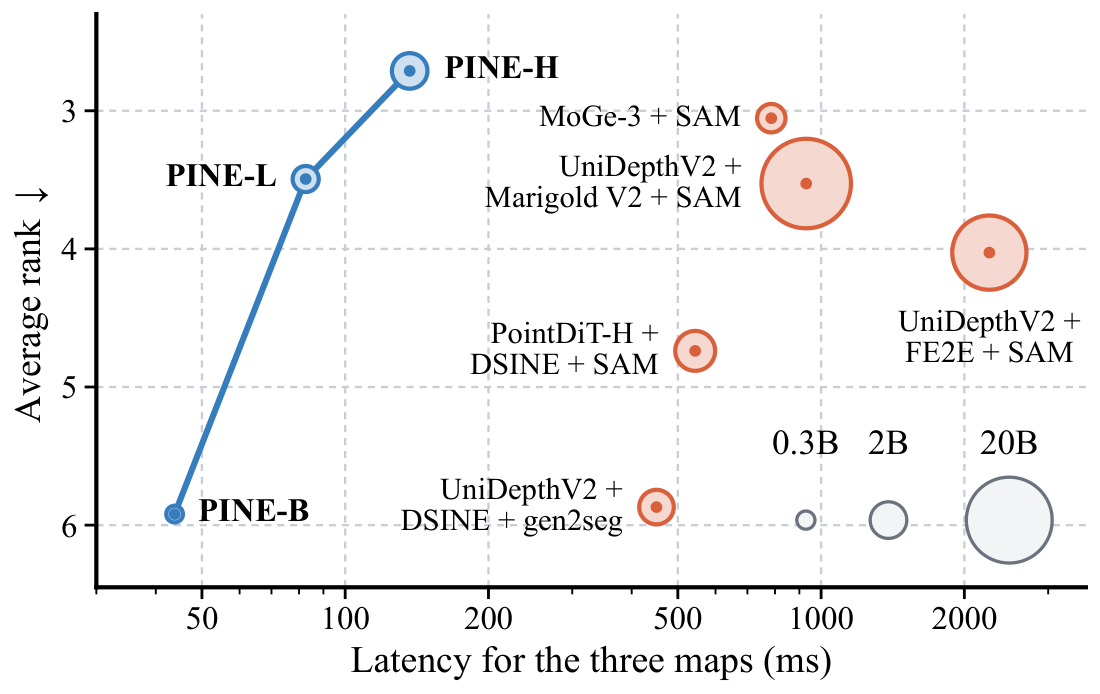 PINE-H
MoGe-3 + SAM
PINE-L
UniDepthV2 +
Marigold V2 + SAM
UniDepthV2 +
FE2E + SAM
PointDiT-H +
DSINE + SAM
UniDepthV2 +
DSINE + gen2seg
PINE-B
0.3B 2B 20B
Average rank ↓
3
4
5
6
50 100 200 500 1000 2000
Latency for the three maps (ms)